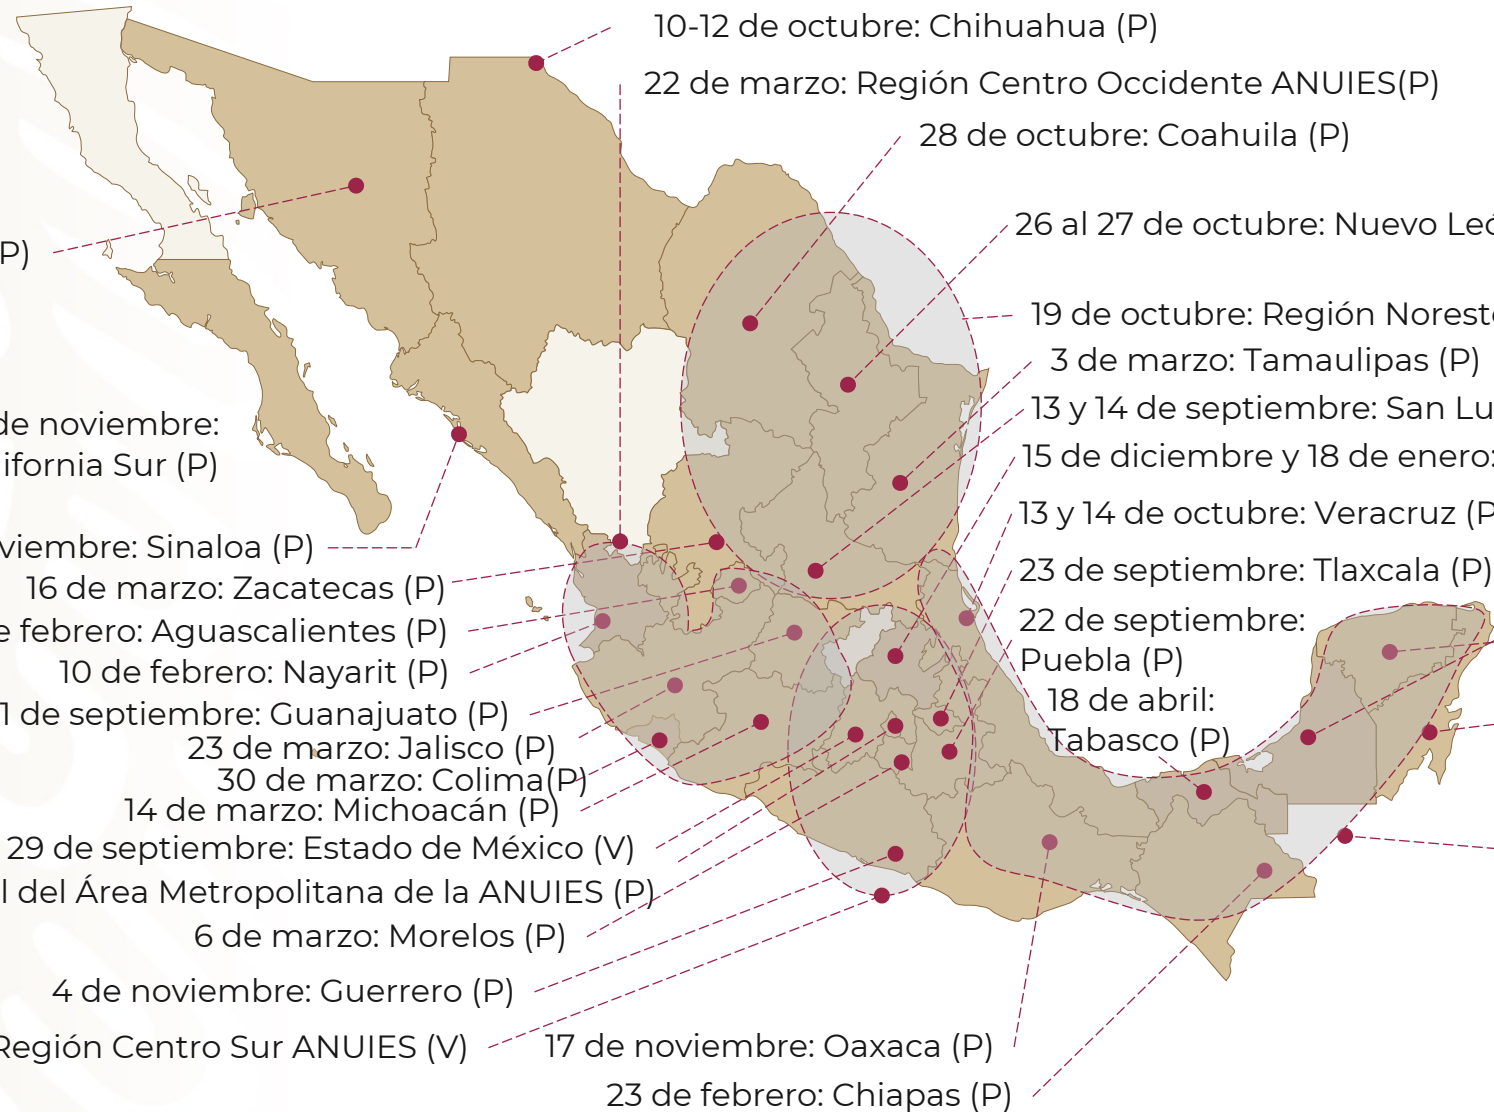 10-12 de octubre: Chihuahua (P)
22 de marzo: Región Centro Occidente ANUIES(P)
28 de octubre: Coahuila (P)
26 al 27 de octubre: Nuevo
P)
19 de octubre: Región
3 de marzo: Tamaulipas (P)
13 y 14 de septiembre: San
de noviembre:
Sur (P)
15 de diciembre y 18 de enero:
13 y 14 de octubre: Veracruz (P
Sinaloa (P)
16 de marzo: Zacatecas (P)
23 de septiembre: Tlaxcala (P)
febrero: Aguascalientes (P)
22 de septiembre:
Puebla (P)
10 de febrero: Nayarit (P)
18 de abril:
Tabasco (P)
1 de septiembre: Guanajuato (P)
23 de marzo: Jalisco (P)
30 de marzo: Colima(P)
14 de marzo: Michoacán (P)
29 de septiembre: Estado de México (V)
del Área Metropolitana de la ANUIES (P)
6 de marzo: Morelos (P)
4 de noviembre: Guerrero (P)
Región Centro Sur ANUIES (V)
17 de noviembre: Oaxaca (P)
23 de febrero: Chiapas (P)